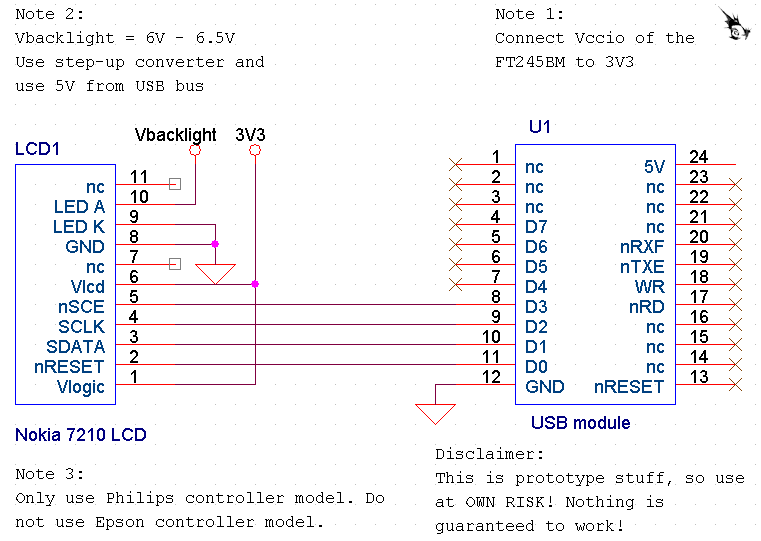 Note 2:
Vbacklight = 6V - 6.5V
Use step-up converter and
use 5V from USB bus
Note 1:
Connect Vccio of the
FT245BM to 3V3
LCD1
Vbacklight 3V3
nc 11
LED A 10
LED K 9
GND 8
nc 7
Vlcd 6
nSCE 5
SCLK 4
SDATA 3
nRESET 2
Vlogic 1
Nokia 7210 LCD
U1
1 nc 5V 24
2 nc nc 23
3 nc nc 22
4 D7 nc 21
5 D6 nRXF 20
6 D5 nTXE 19
7 D4 WR 18
8 D3 nRD 17
9 D2 nc 16
10 D1 nc 15
11 D0 nc 14
12 GND nRESET 13
USB module
Note 3:
Only use Philips controller model. Do
not use Epson controller model.
Disclaimer:
This is prototype stuff, so use
at OWN RISK! Nothing is
guaranteed to work!